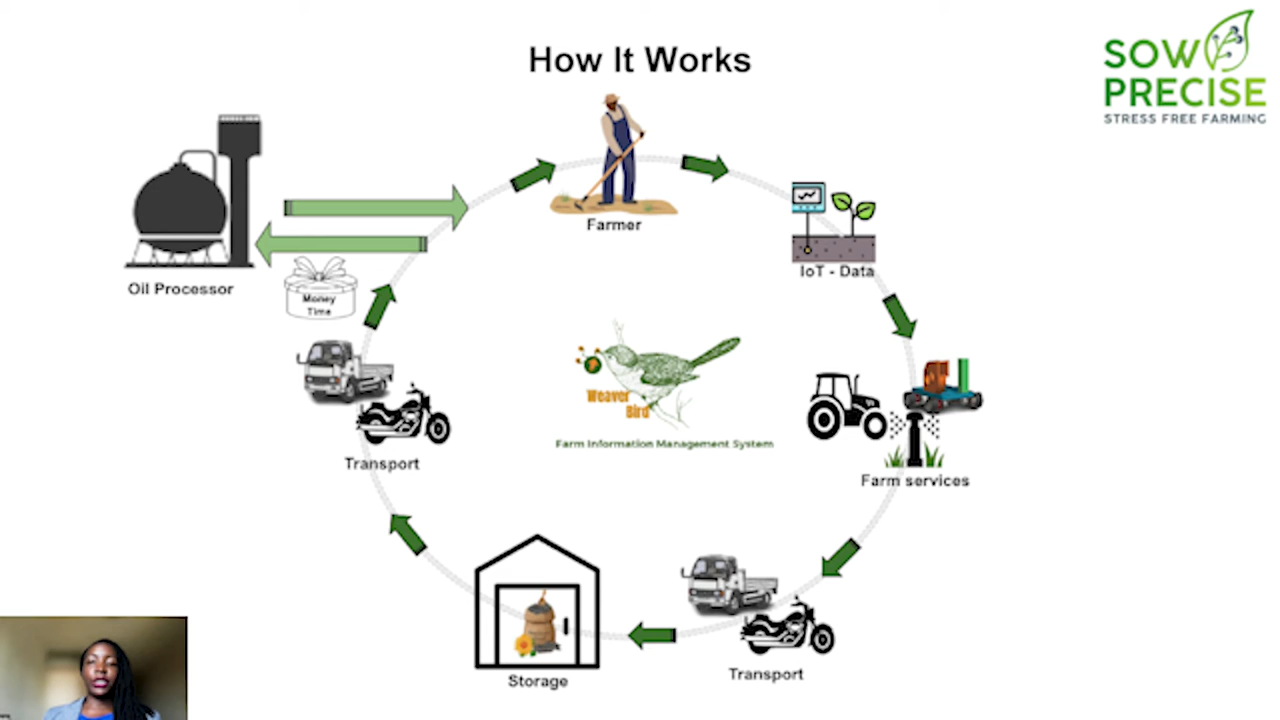 How It Works
SOW
PRECISE
STRESS FREE FARMING
Farmer
IoT - Data
Oil Processor
Money
Time
Weaver
Bird
Farm Information Management System
Transport
Farm services
Storage
Transport